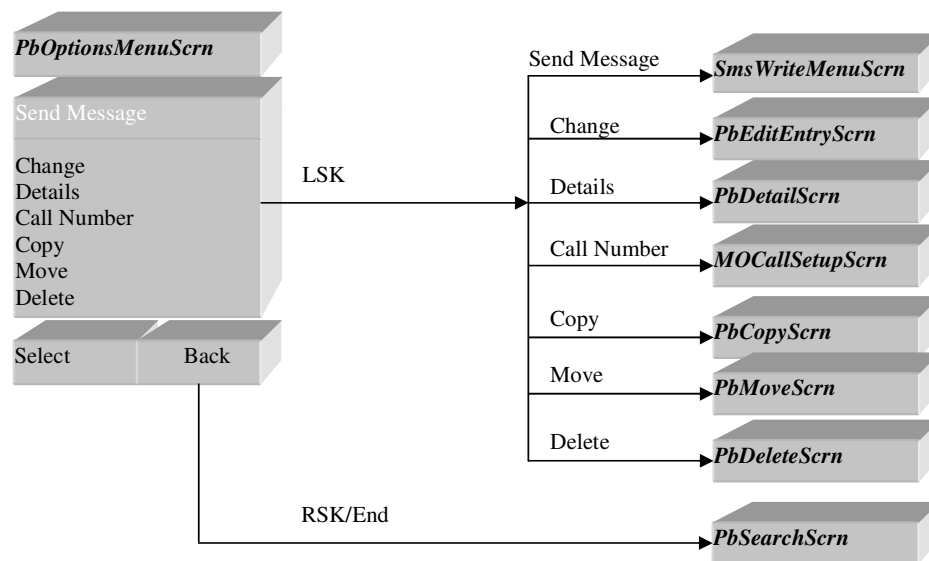 PbOptionsMenuScrn
Send Message
Change
Details
Call Number
Copy
Move
Delete
Select
Back
LSK
RSK/End
Send Message
SmsWriteMenuScrn
Change
PbEditEntryScrn
Details
PbDetailScrn
Call Number
MOCallSetupScrn
Copy
PbCopyScrn
Move
PbMoveScrn
Delete
PbDeleteScrn
PbSearchScrn